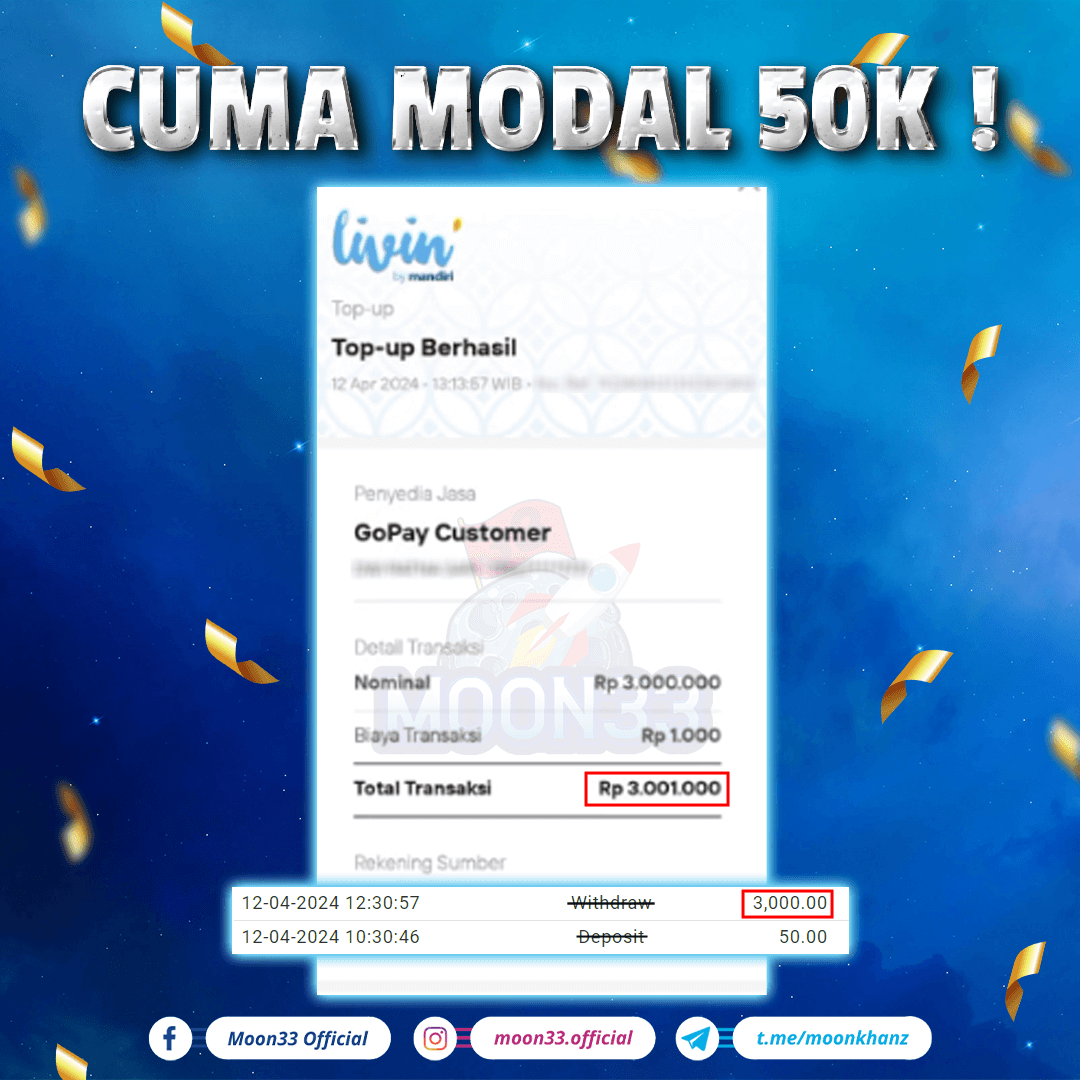 CUMA MODAL 50K !
livin'
by mandiri
Top-up
Top-up Berhasil
12 Apr 2024 - 13:13:57 WIB •
Penyedia Jasa
GoPay Customer
Detail Transaksi
Nominal Rp 3.000.000
MOON33
Biaya Transaksi Rp 1.000
Total Transaksi Rp 3.001.000
Rekening Sumber
12-04-2024 12:30:57 Withdraw 3,000.00
12-04-2024 10:30:46 Deposit 50.00
Moon33 Official
moon33.official
t.me/moonkhanz